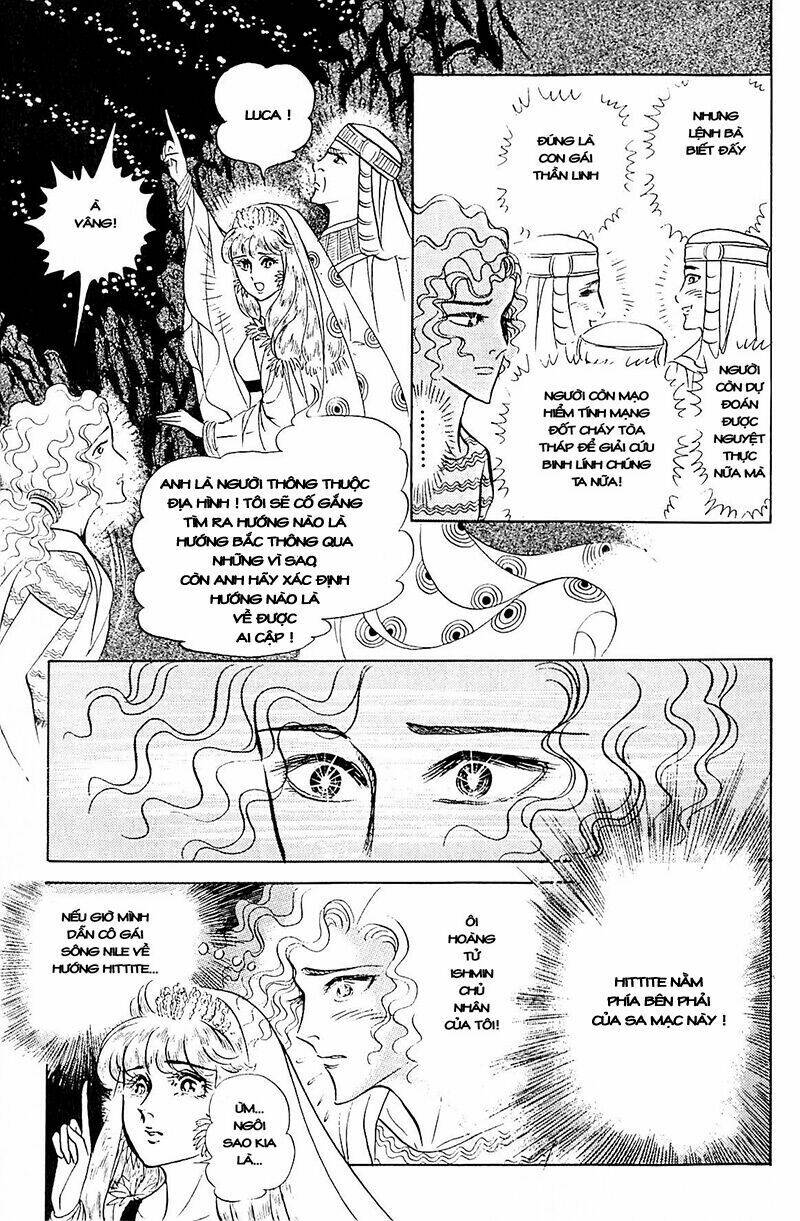 NHƯNG
LỆNH BÀ
BIẾT ĐẤY
ĐÚNG LÀ
CON GÁI
THẦN LINH
NGƯỜI
CÒN DỰ
ĐOÁN
ĐƯỢC
NGUYỆT
THỰC
NỮA MÀ
NGƯỜI CÒN MẠO
HIỂM TÍNH MẠNG
ĐỐT CHÁY TÒA
THÁP ĐỂ GIẢI CỨU
BINH LÍNH CHÚNG
TA NỮA!
.........
LUCA !
À
VÂNG!
ANH LÀ NGƯỜI THÔNG THUỘC
ĐỊA HÌNH ! TÔI SẼ CỐ GẮNG
TÌM RA HƯỚNG NÀO LÀ
HƯỚNG BẮC THÔNG QUA
NHỮNG VÌ SAO,
CÒN ANH HÃY XÁC ĐỊNH
HƯỚNG NÀO LÀ
VỀ ĐƯỢC
AI CẬP !
HITTITE NẰM
PHÍA BÊN PHẢI
CỦA SA MẠC NÀY !
ÔI
HOÀNG
TỬ
ISHMIN
CHỦ
NHÂN
CỦA TÔI!
NẾU GIỜ MÌNH
DẪN CÔ GÁI
SÔNG NILE VỀ
HƯỚNG HITTITE...
ỪM...
NGÔI
SAO KIA
LÀ...